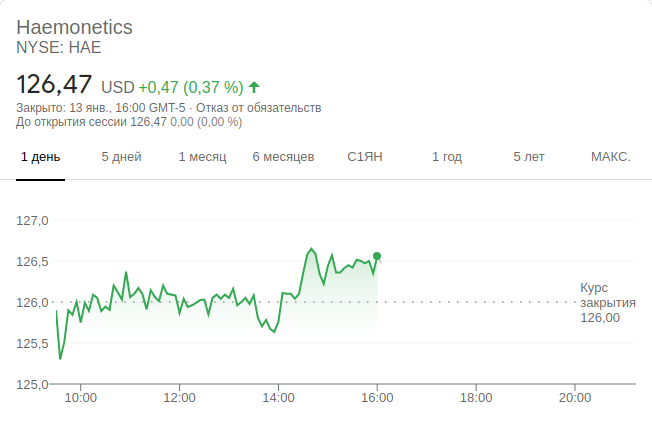 Haemonetics
NYSE: HAE
126,47 USD +0,47 (0,37 %)
Закрыто: 13 янв., 16:00 GMT-5 · Отказ от обязательств
До открытия сессии 126,47 0,00 (0,00 %)
1 день 5 дней 1 месяц 6 месяцев С1ЯН 1 год 5 лет МАКС.
127,0
126,5
126,0
125,5
125,0
Курс
закрытия
126,00
10:00 12:00 14:00 16:00 18:00 20:00